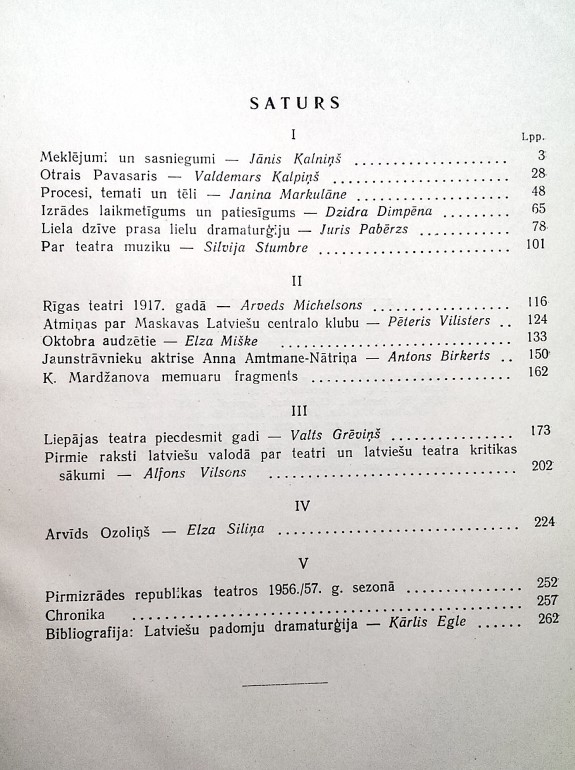 SATURS
I
Lpp.
Meklējumi un sasniegumi — Jānis Kalniņš .................... 3
Otrais Pavasaris — Valdemars Kalpiņš .................... 28
Procesi, temati un tēli — Janina Markulāne .................... 48
Izrādes laikmetīgums un patiesīgums — Dzidra Dimpēna ......... 65
Liela dzīve prasa lielu dramaturģiju — Juris Pabērzs ............ 78
Par teatra muziku — Silvija Stumbre .................... 101
II
Rīgas teatri 1917. gadā — Arveds Michelsons .................... 116
Atmiņas par Maskavas Latviešu centralo klubu — Pēteris Vilisters .. 124
Oktobra audzētie — Elza Miške .................... 133
Jaunstrāvnieku aktrise Anna Amtmane-Nātriņa — Antons Birkerts .. 150
K. Mardžanova memuaru fragments .................... 162
III
Liepājas teatra piecdesmit gadi — Valts Grēviņš ............... 173
Pirmie raksti latviešu valodā par teatri un latviešu teatra kritikas
sākumi — Alfons Vilsons .................... 202
IV
Arvīds Ozoliņš — Elza Siliņa .................... 224
V
Pirmizrādes republikas teatros 1956./57. g. sezonā ............... 252
Chronika .................... 257
Bibliografija: Latviešu padomju dramaturģija — Kārlis Egle ...... 262